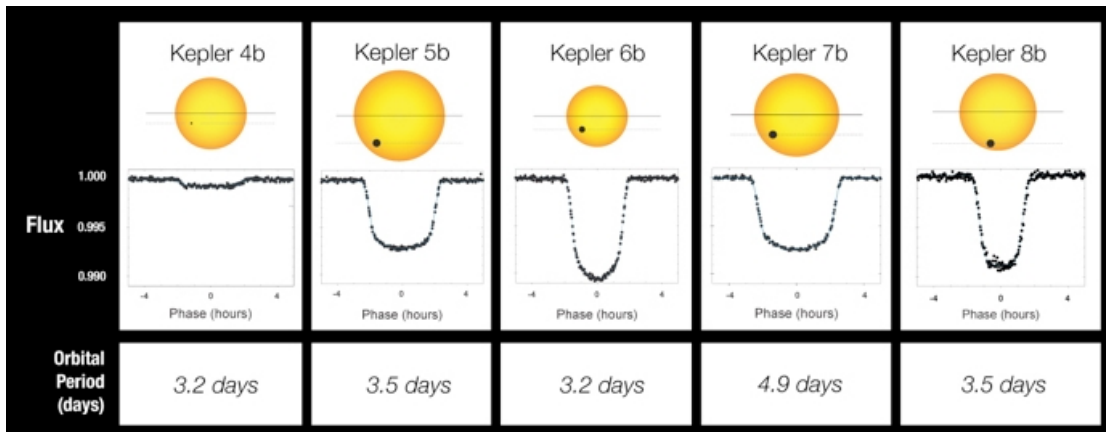 Kepler 4b
Kepler 5b
Kepler 6b
Kepler 7b
Kepler 8b
Flux
1.000
0.995
0.990
-4 0 4
Phase (hours)
-4 0 4
Phase (hours)
-4 0 4
Phase (hours)
-4 0 4
Phase (hours)
-4 0 4
Phase (hours)
Orbital
Period
(days)
3.2 days
3.5 days
3.2 days
4.9 days
3.5 days